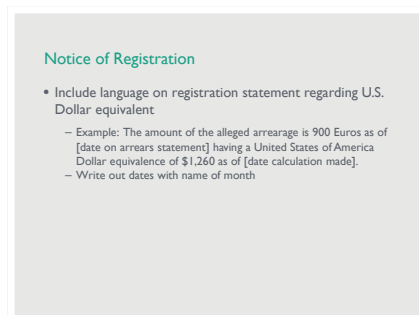 Notice of Registration
• Include language on registration statement regarding U.S.
Dollar equivalent
– Example: The amount of the alleged arrearage is 900 Euros as of
[date on arrears statement] having a United States of America
Dollar equivalence of $1,260 as of [date calculation made].
– Write out dates with name of month